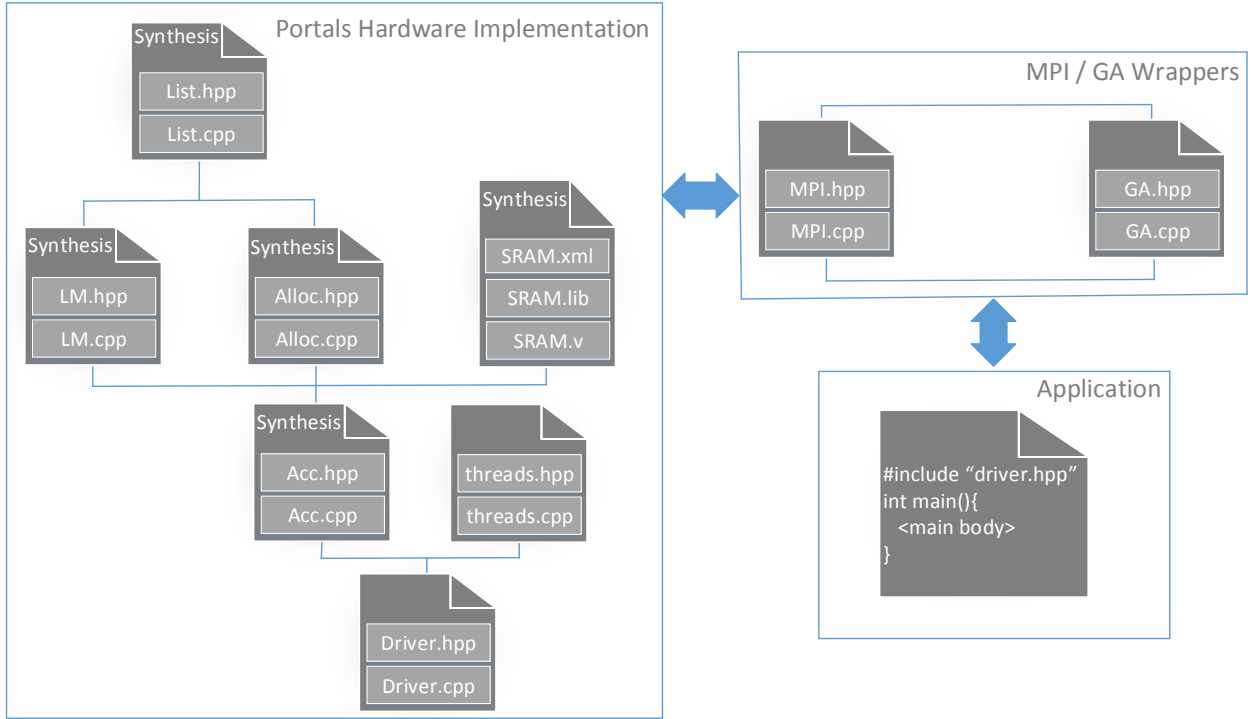 Portals Hardware Implementation
Synthesis
List.hpp
List.cpp
Synthesis
LM.hpp
LM.cpp
Synthesis
Alloc.hpp
Alloc.cpp
Synthesis
SRAM.xml
SRAM.lib
SRAM.v
Synthesis
Acc.hpp
Acc.cpp
threads.hpp
threads.cpp
Driver.hpp
Driver.cpp
MPI / GA Wrappers
MPI.hpp
MPI.cpp
GA.hpp
GA.cpp
Application
#include “driver.hpp”
int main(){
<main body>
}